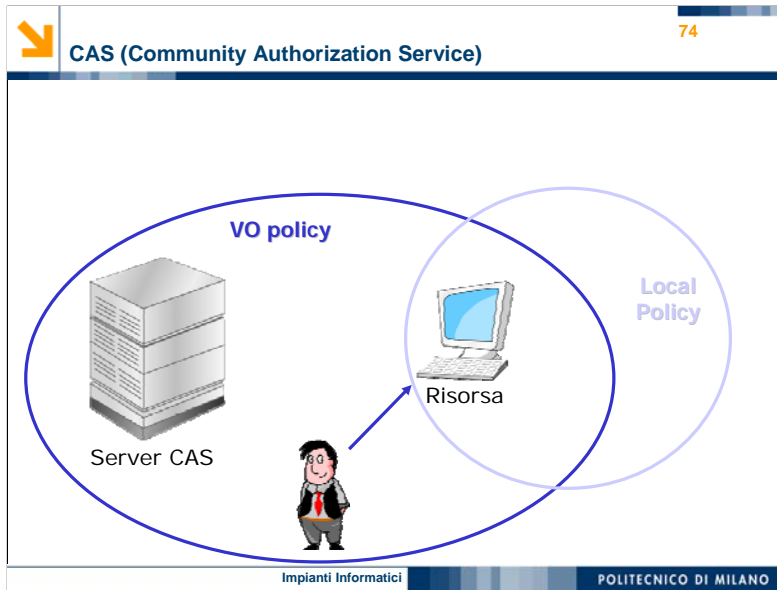 74
CAS (Community Authorization Service)
VO policy
Local
Policy
Risorsa
Server CAS
Impianti Informatici
POLITECNICO DI MILANO